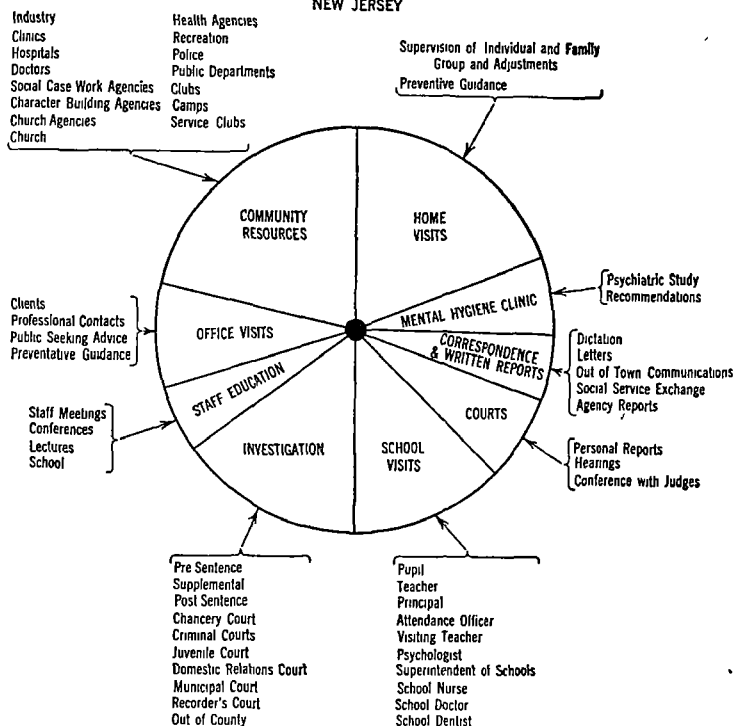 NEW JERSEY
Industry
Clinics
Hospitals
Doctors
Social Case Work Agencies
Character Building Agencies
Church Agencies
Church
Health Agencies
Recreation
Police
Public Departments
Clubs
Camps
Service Clubs
Supervision of Individual and Family
Group and Adjustments
Preventive Guidance
COMMUNITY
RESOURCES
HOME
VISITS
MENTAL HYGIENE CLINIC
Psychiatric Study
Recommendations
Clients
Professional Contacts
Public Seeking Advice
Preventative Guidance
OFFICE VISITS
CORRESPONDENCE
& WRITTEN REPORTS
Dictation
Letters
Out of Town Communications
Social Service Exchange
Agency Reports
STAFF EDUCATION
Staff Meetings
Conferences
Lectures
School
COURTS
Personal Reports
Hearings
Conference with Judges
INVESTIGATION
SCHOOL
VISITS
Pre Sentence
Supplemental
Post Sentence
Chancery Court
Criminal Courts
Juvenile Court
Domestic Relations Court
Municipal Court
Recorder's Court
Out of County
Pupil
Teacher
Principal
Attendance Officer
Visiting Teacher
Psychologist
Superintendent of Schools
School Nurse
School Doctor
School Dentist